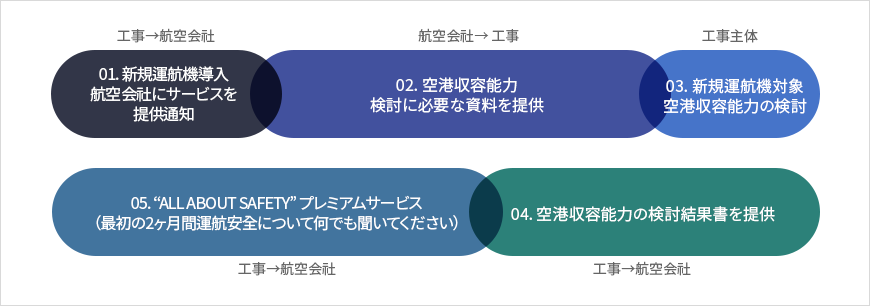 工事→航空会社
航空会社→ 工事
工事主体
01. 新規運航機導入
航空会社にサービスを
提供通知
02. 空港収容能力
検討に必要な資料を提供
03. 新規運航機対象
空港収容能力の検討
05. “ALL ABOUT SAFETY” プレミアムサービス
（最初の2ヶ月間運航安全について何でも聞いてください）
04. 空港収容能力の検討結果書を提供
工事→航空会社
工事→航空会社